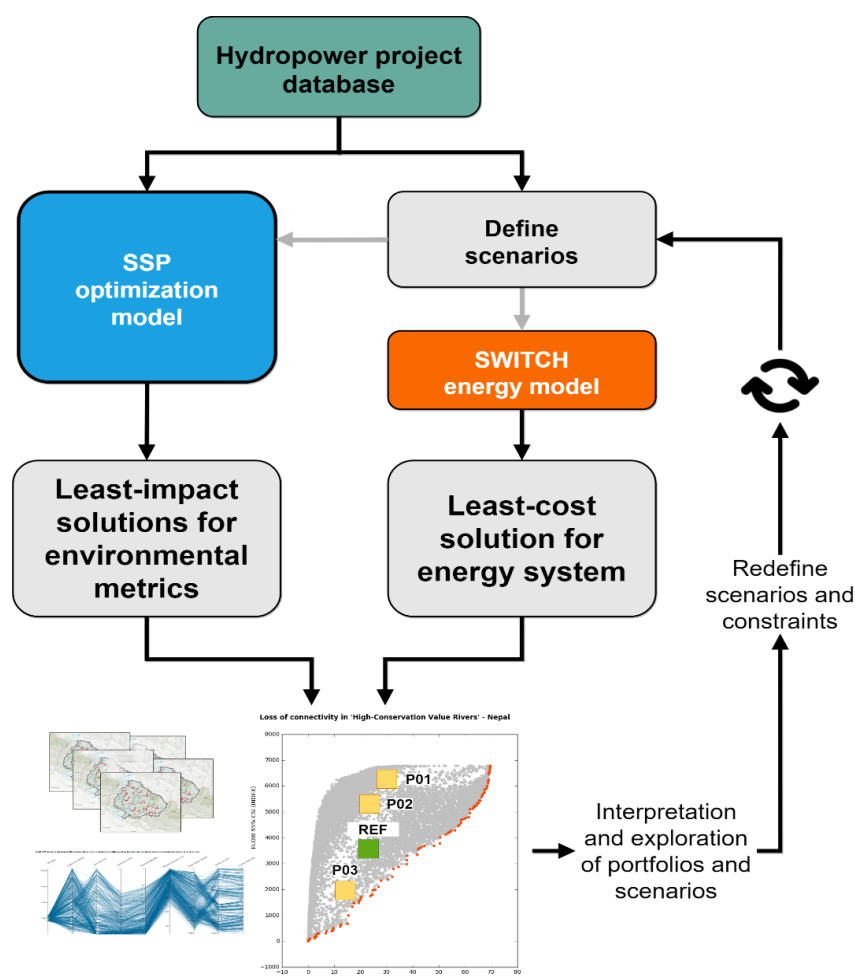 Hydropower project
database
SSP
optimization
model
Define
scenarios
SWITCH
energy model
Least-impact
solutions for
environmental
metrics
Least-cost
solution for
energy system
Redefine
scenarios and
constraints
Loss of connectivity in 'High-Conservation Value Rivers' - Nepal
8000
7000
6000
5000
4000
3000
2000
1000
0
-1000
-10
0
10
20
30
40
50
60
70
80
P01
P02
REF
P03
Interpretation
and exploration
of portfolios and
scenarios